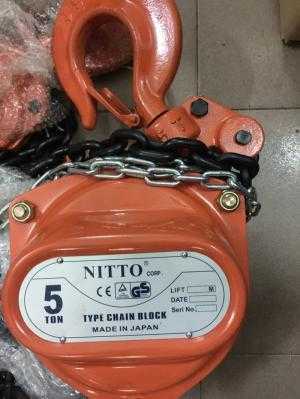 NITTO ® CORP.
5 TON
CE GS
LIFT M
DATE
Seri No:
TYPE CHAIN BLOCK
MADE IN JAPAN